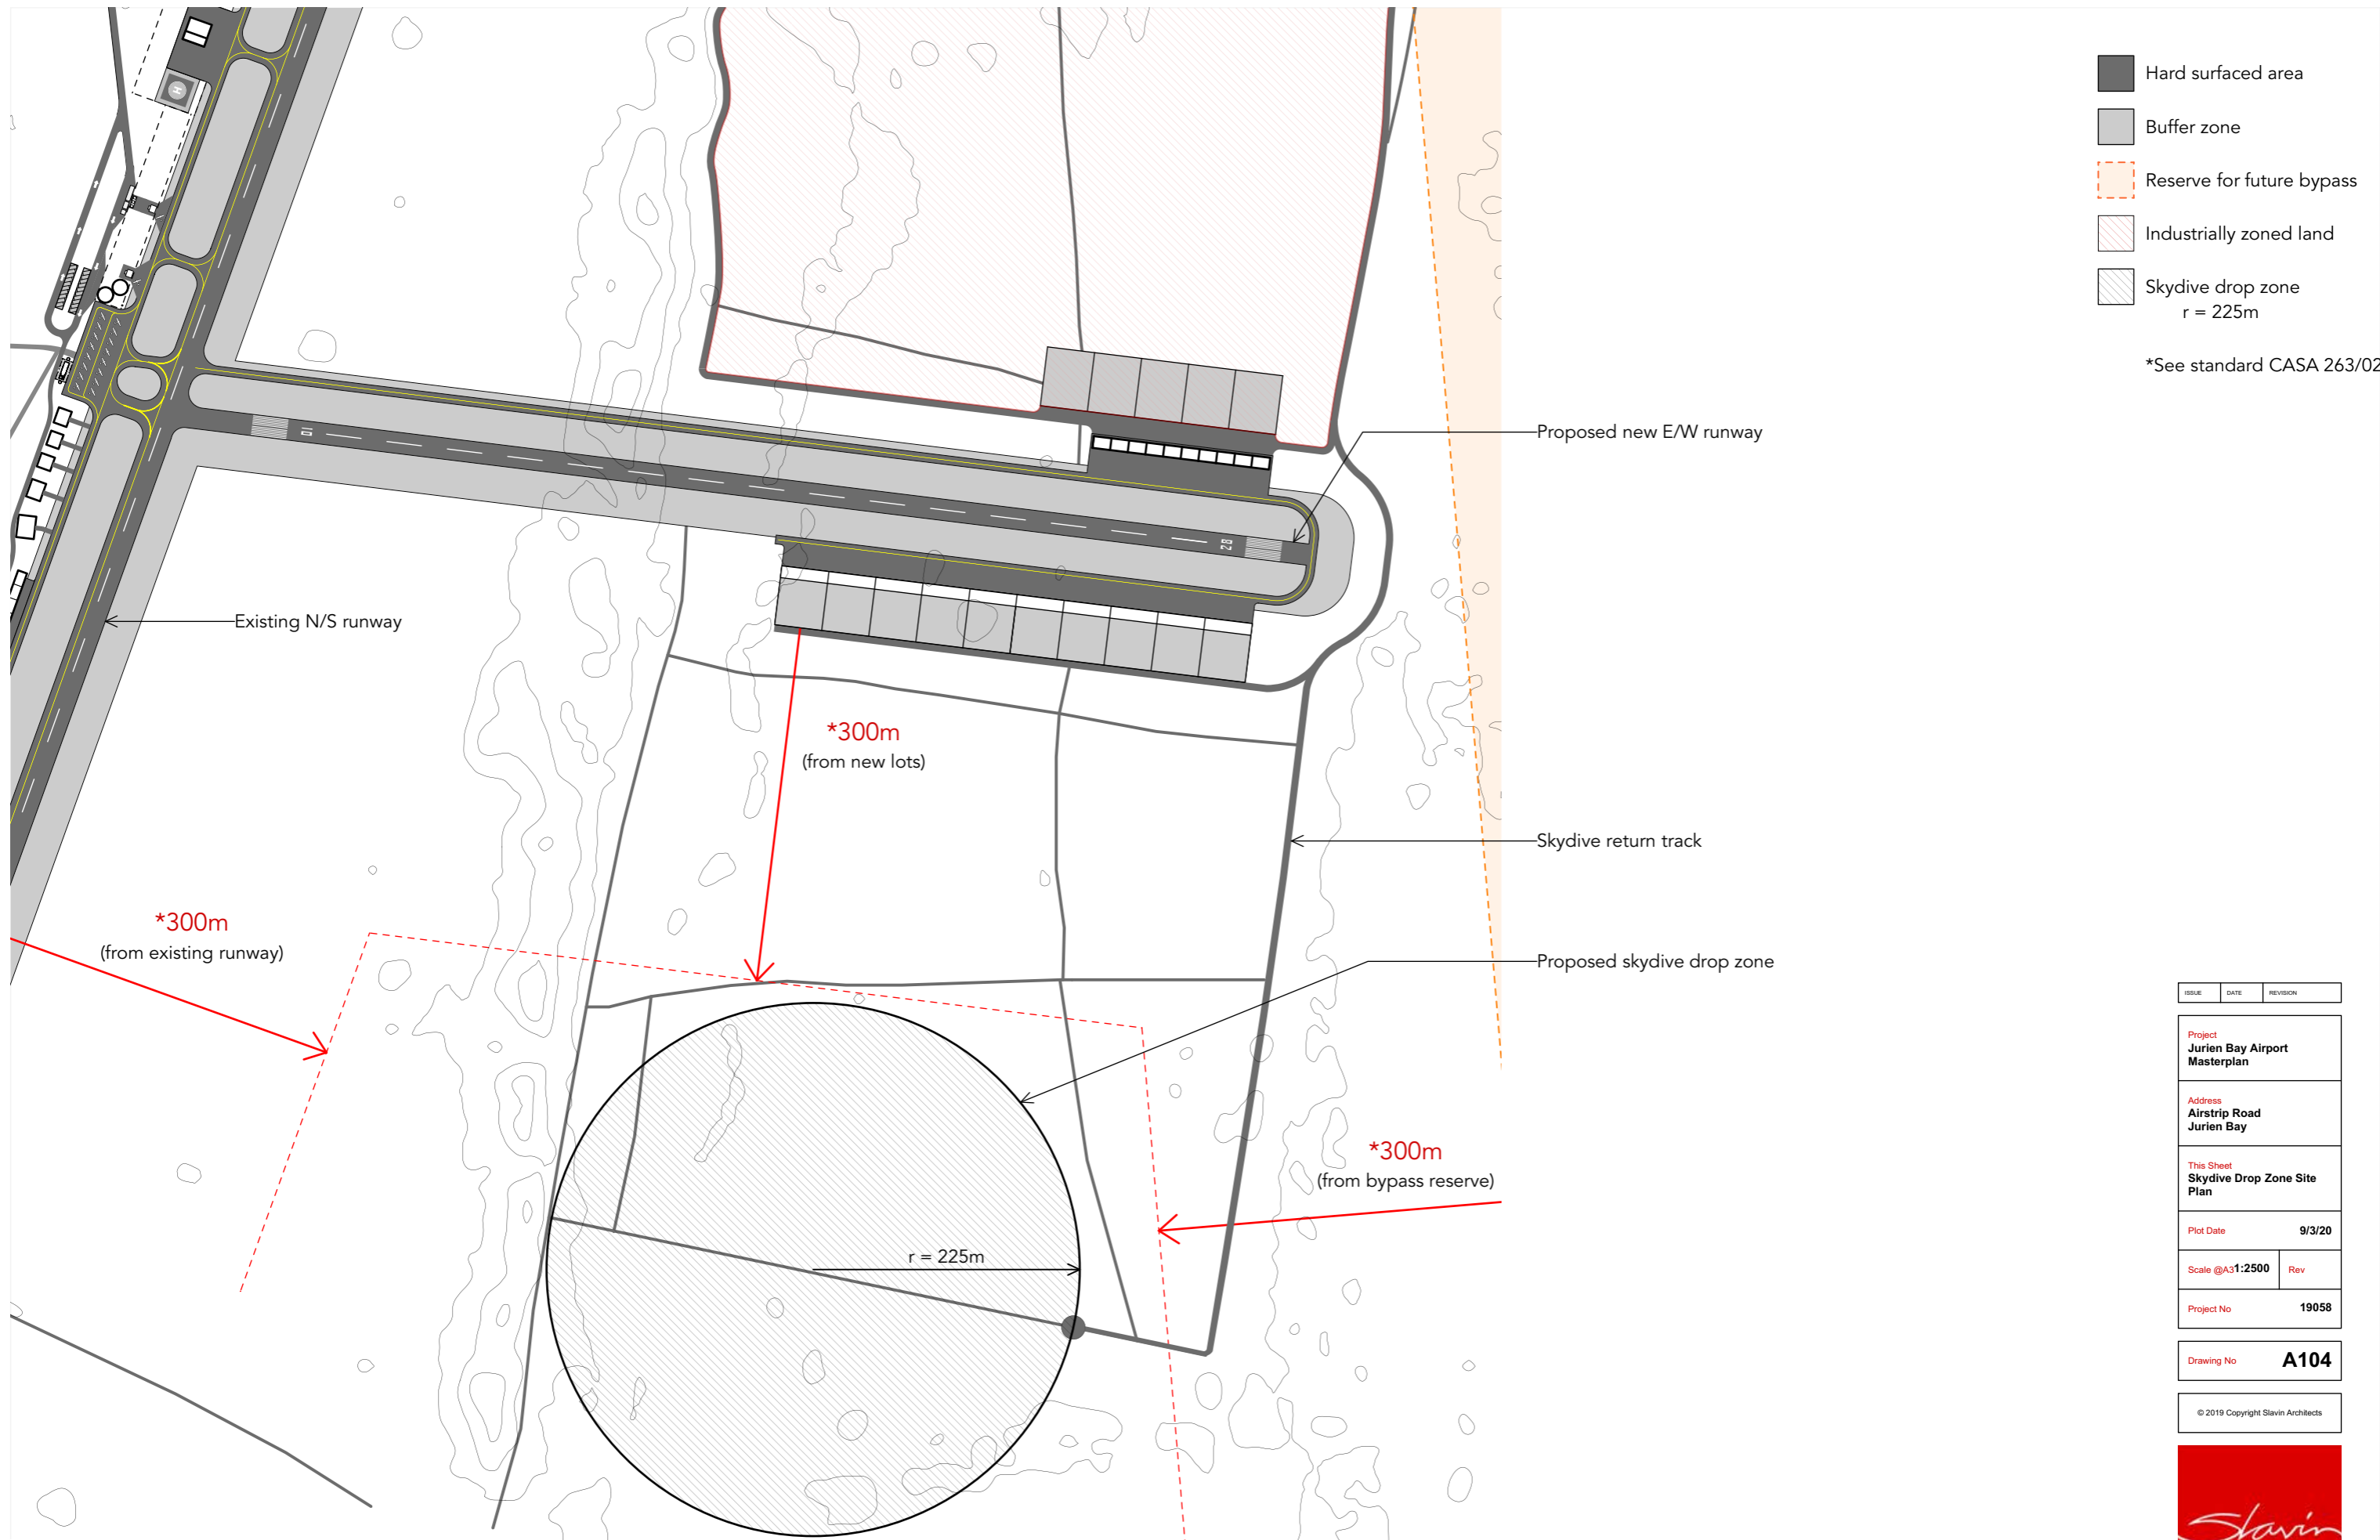 Hard surfaced area
Buffer zone
Reserve for future bypass
Industrially zoned land
Skydive drop zone
r = 225m
*See standard CASA 263/02
H
10
28
Proposed new E/W runway
Existing N/S runway
*300m
(from new lots)
Skydive return track
*300m
(from existing runway)
Proposed skydive drop zone
*300m
(from bypass reserve)
r = 225m
ISSUE DATE REVISION
Project
Jurien Bay Airport
Masterplan
Address
Airstrip Road
Jurien Bay
This Sheet
Skydive Drop Zone Site
Plan
Plot Date 9/3/20
Scale @A3 1:2500 Rev
Project No 19058
Drawing No A104
© 2019 Copyright Slavin Architects
Slavin